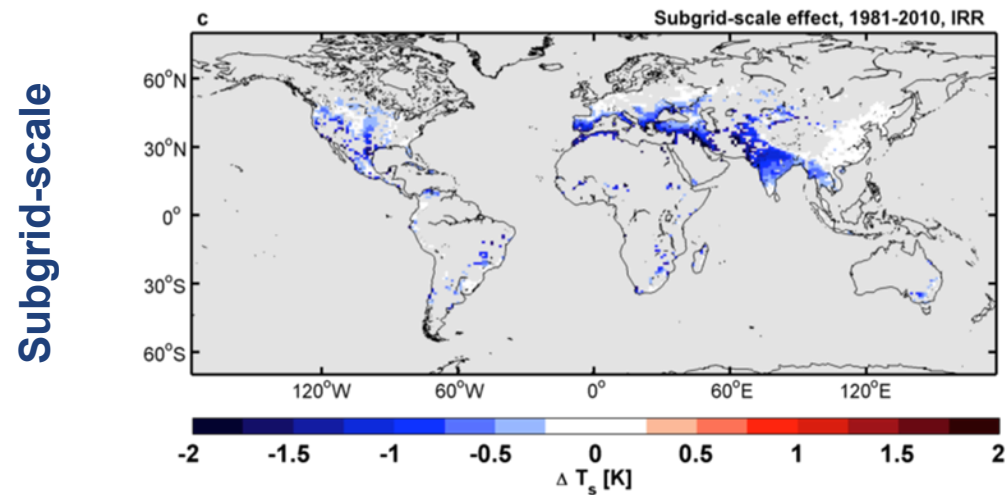 Subgrid-scale
c
Subgrid-scale effect, 1981-2010, IRR
60°N
30°N
0°
30°S
60°S
120°W 60°W 0° 60°E 120°E
-2 -1.5 -1 -0.5 0 0.5 1 1.5 2
Δ Ts [K]